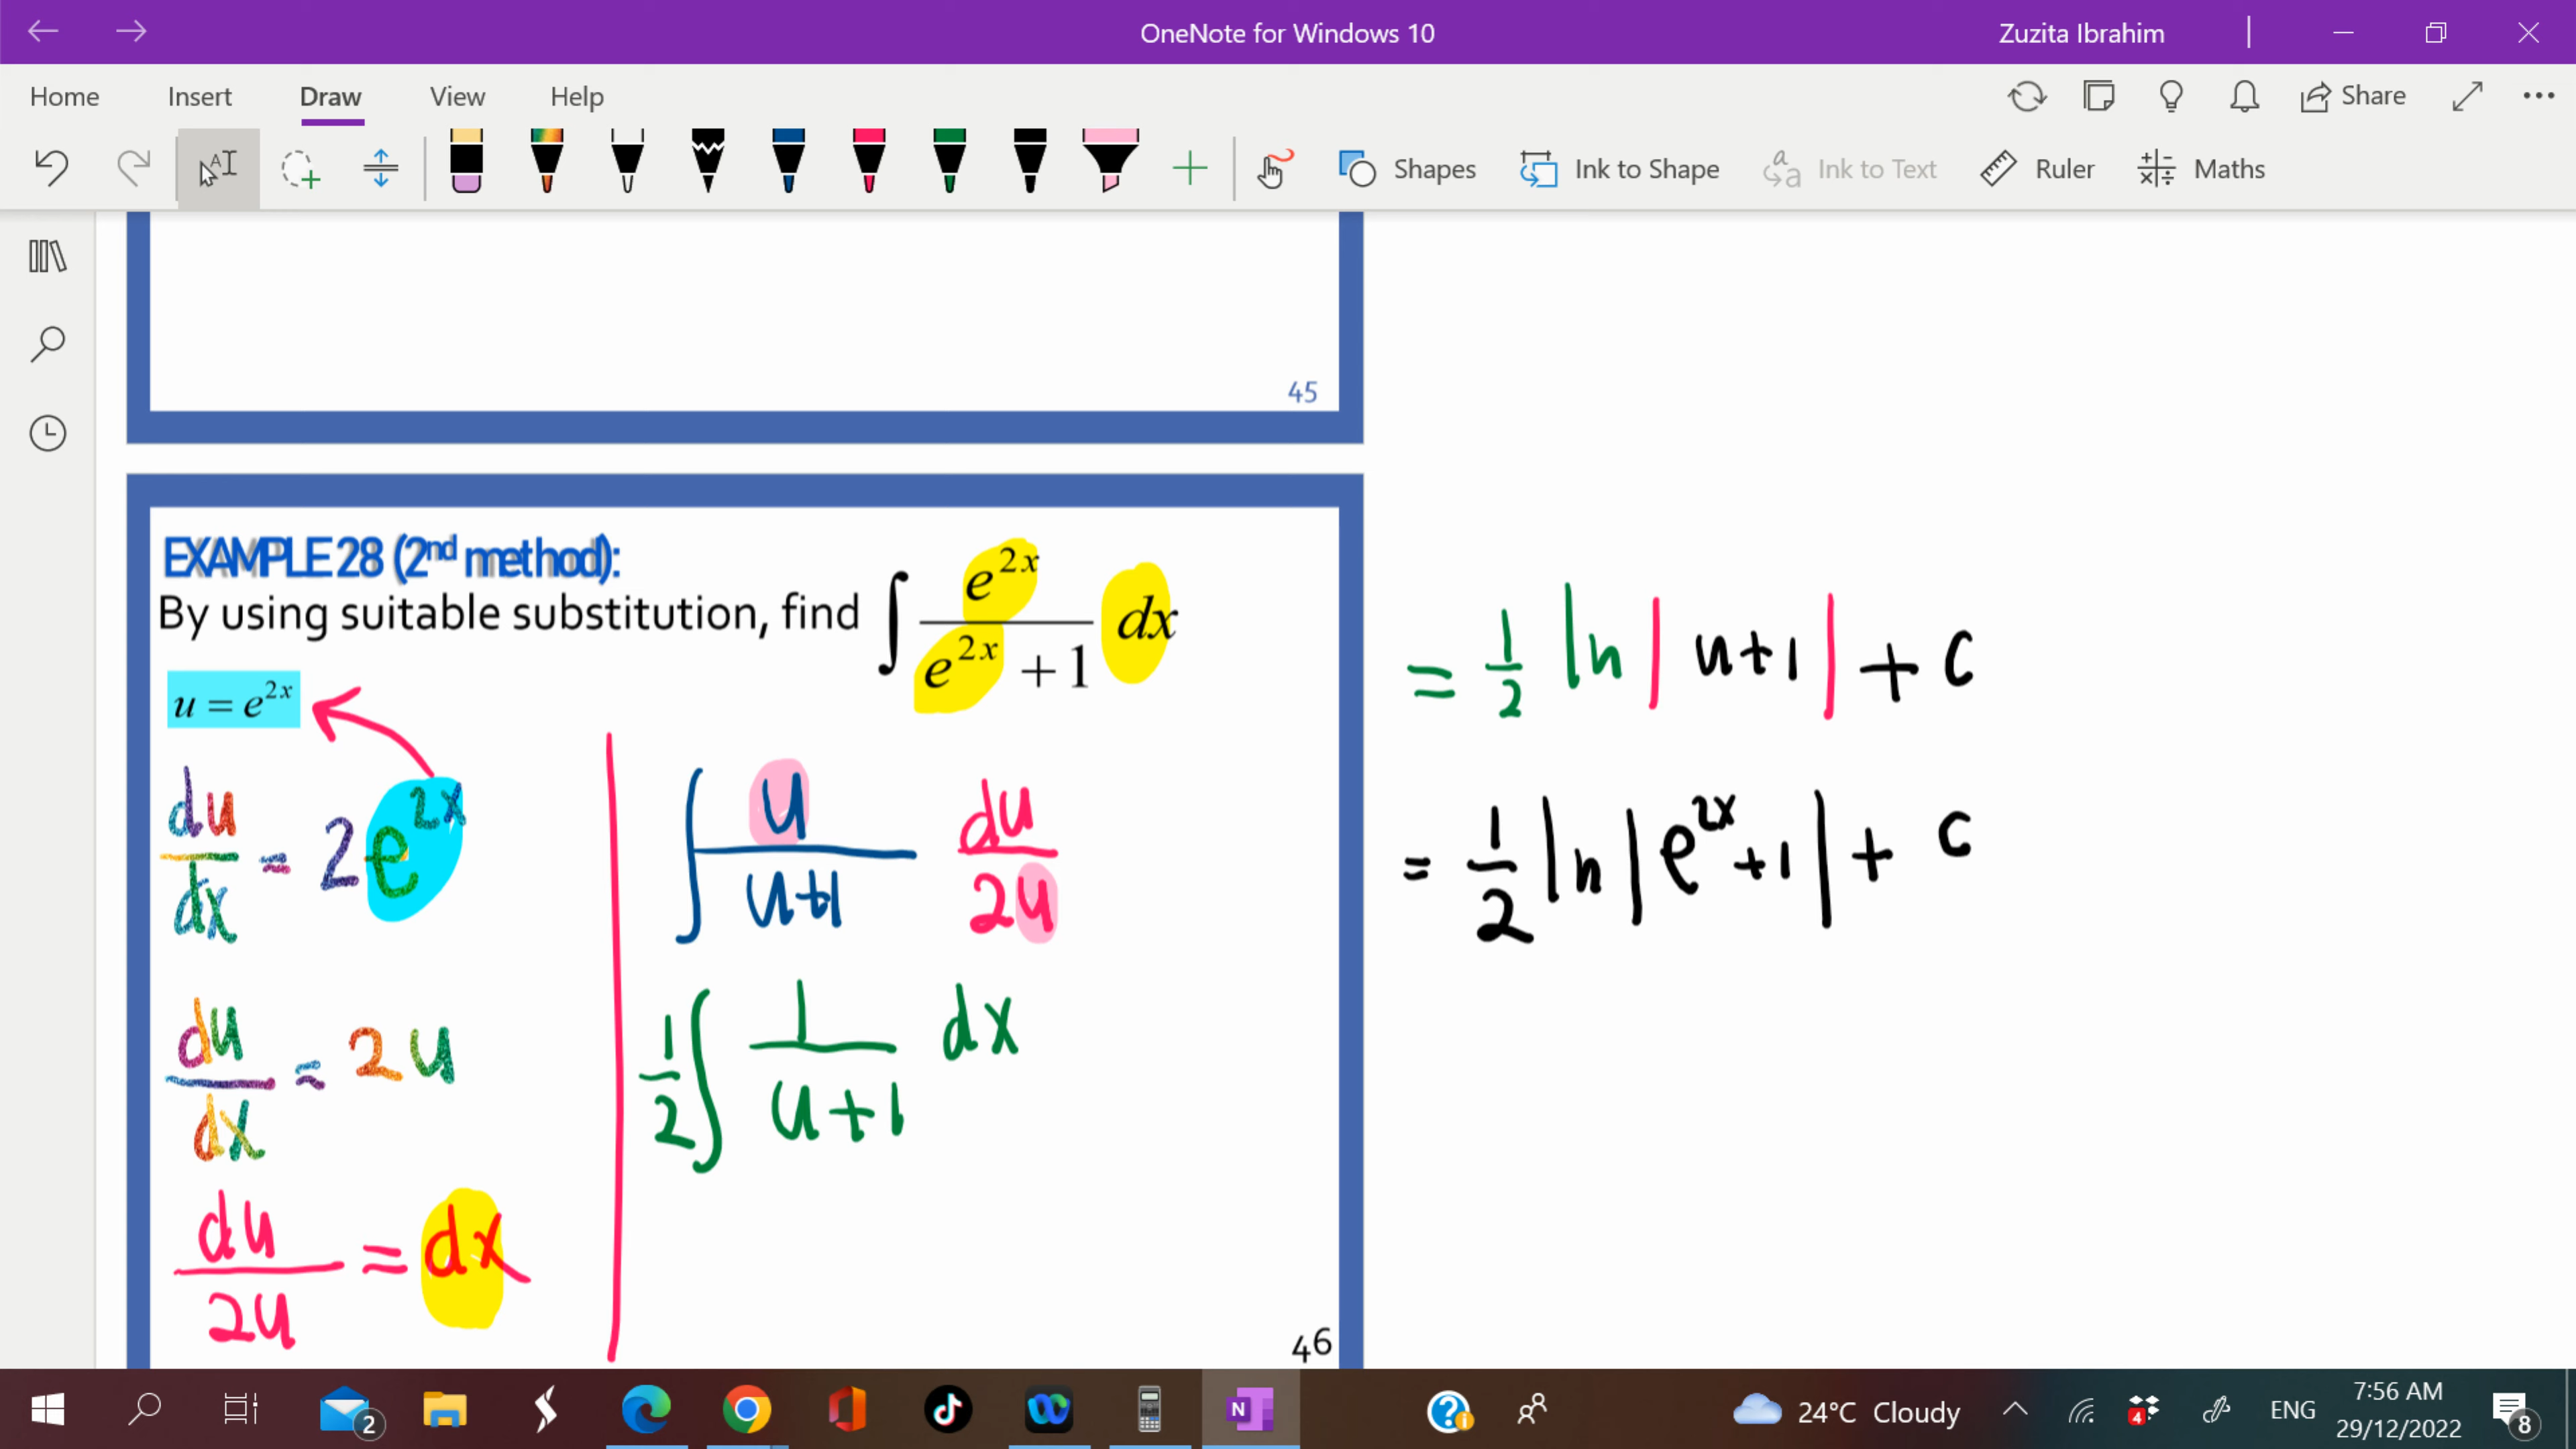 OneNote for Windows 10
Zuzita Ibrahim
Home Insert Draw View Help
Share
Shapes Ink to Shape Ink to Text Ruler Maths
45
EXAMPLE 28 (2nd method):
By using suitable substitution, find ∫ e^{2x}/(e^{2x} + 1) dx
u = e^{2x}
du/dx = 2e^{2x}
du/dx = 2u
du/2u = dx
∫ u/(u+1) du/2u
1/2 ∫ 1/(u+1) dx
= 1/2 ln | u+1 | + c
= 1/2 ln | e^{2x} +1 | + c
46
2
24°C Cloudy
4
ENG
7:56 AM
29/12/2022
8